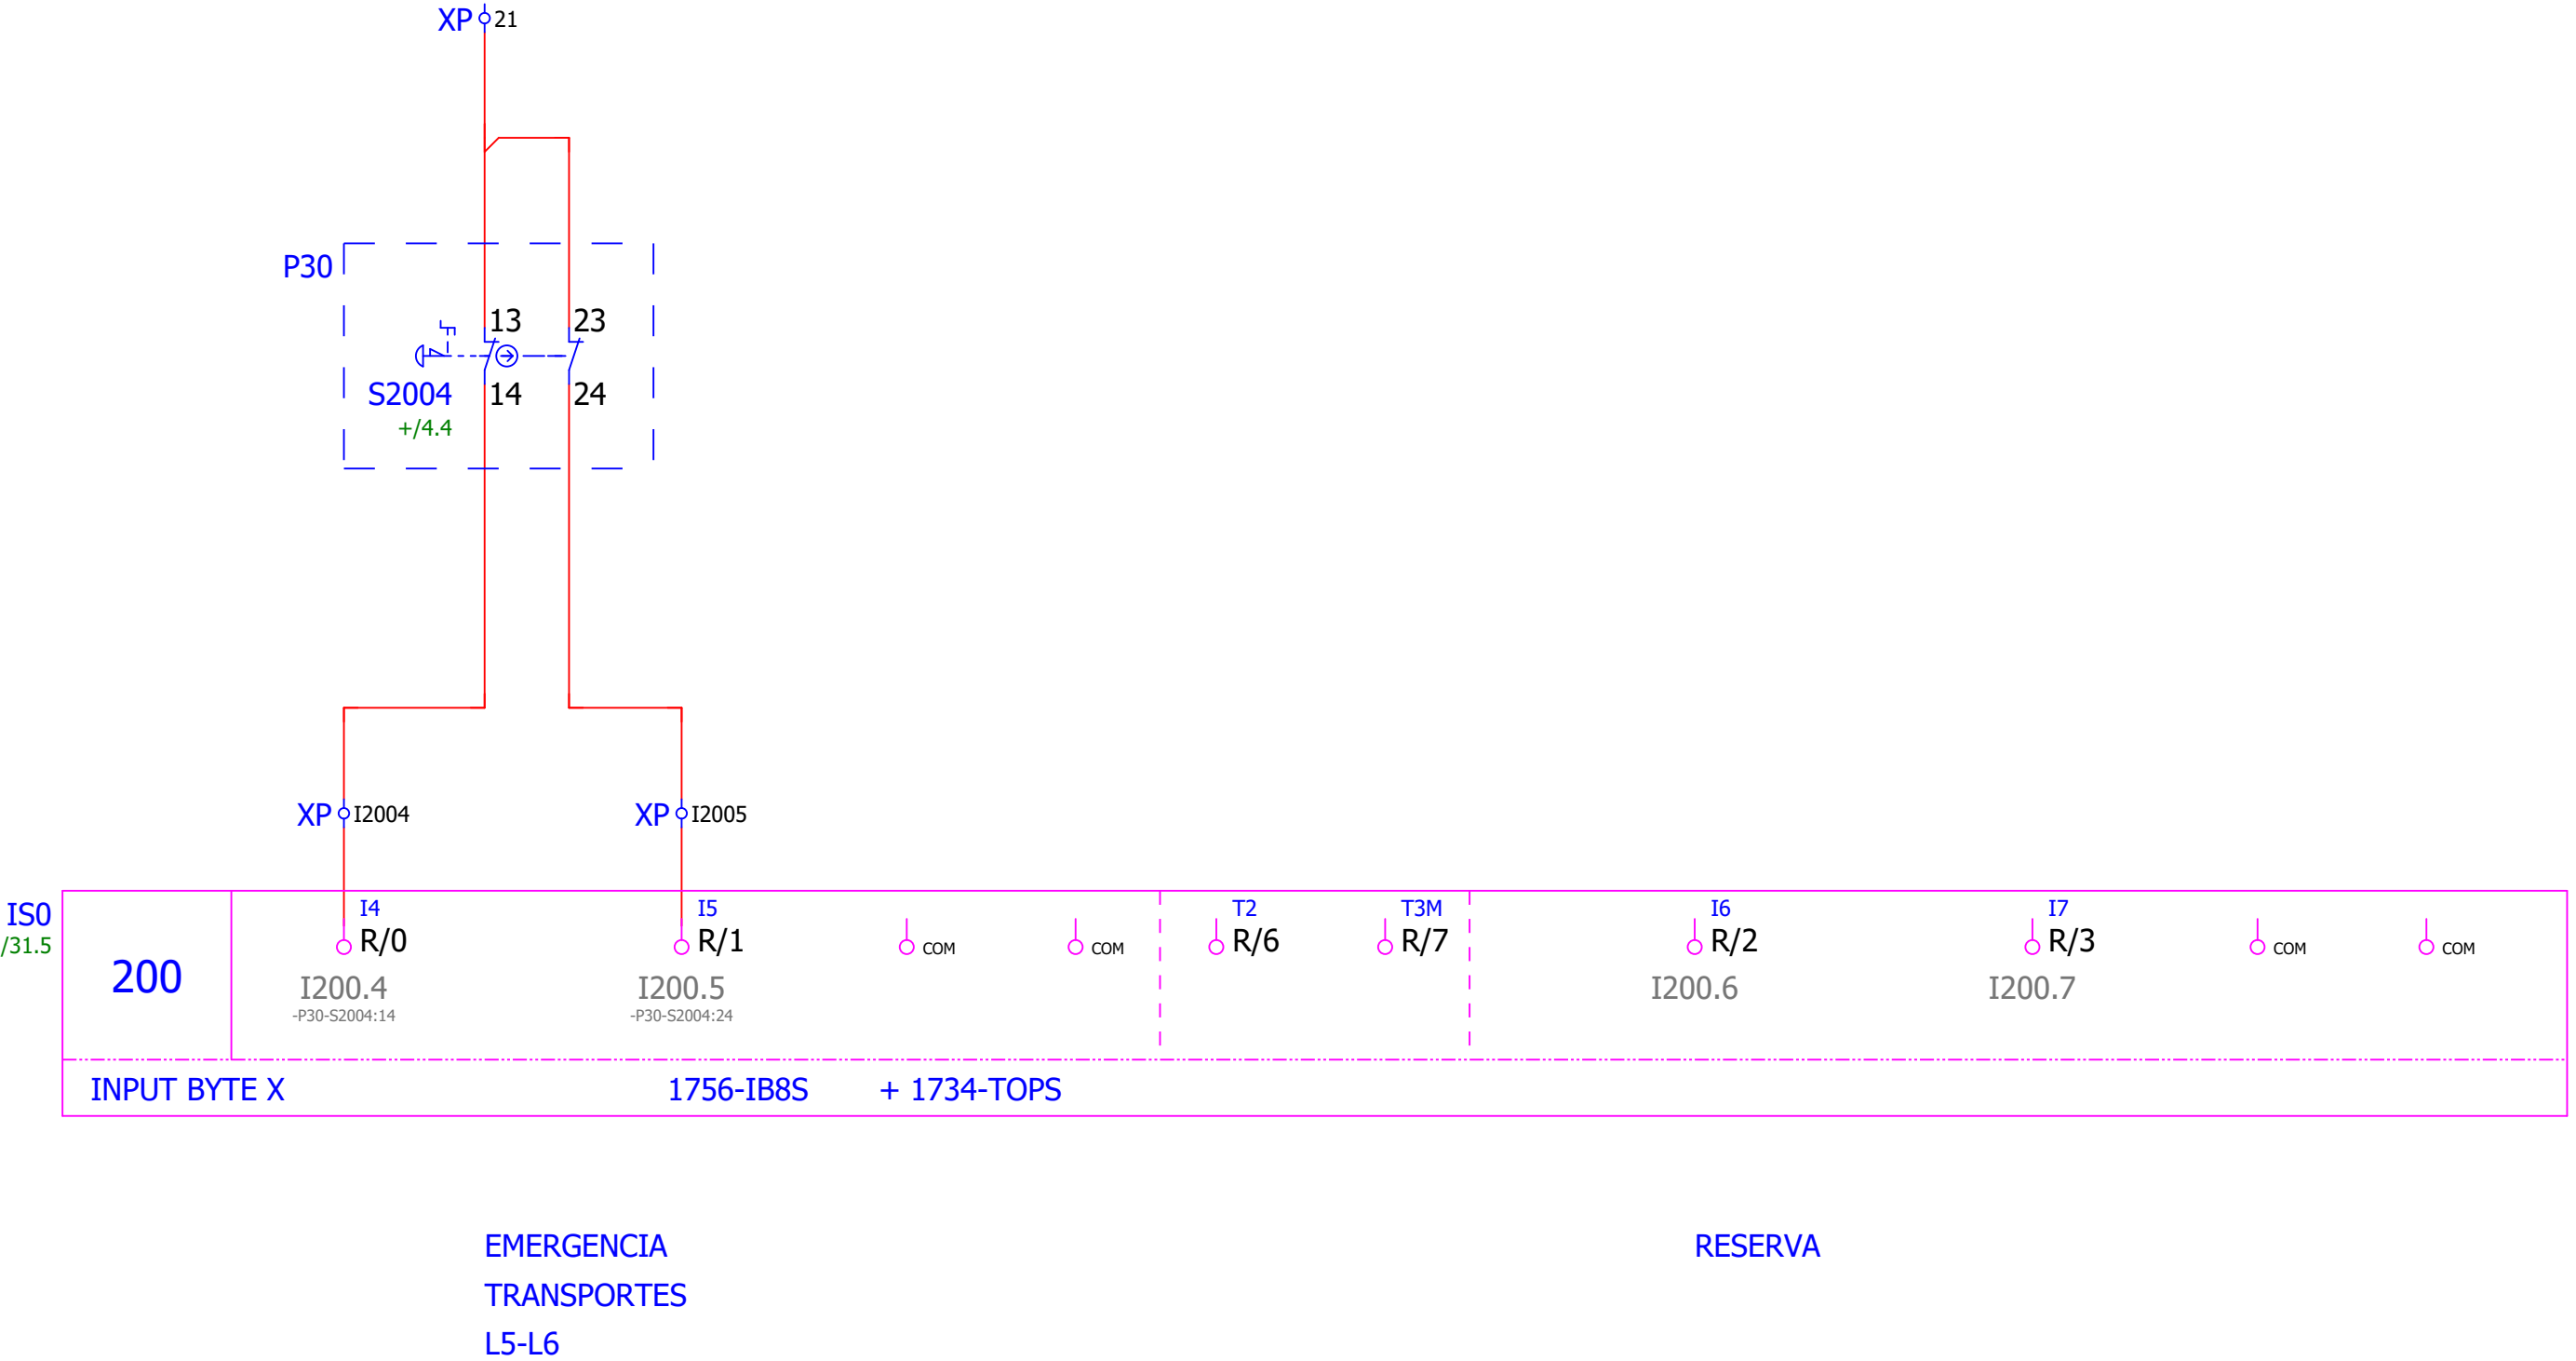 XP 21
P30
13 23
S2004 14 24
+/4.4
XP I2004 XP I2005
IS0 I4 I5 T2 T3M I6 I7
/31.5 R/0 R/1 COM COM R/6 R/7 R/2 R/3 COM COM
200 I200.4 I200.5 I200.6 I200.7
-P30-S2004:14 -P30-S2004:24
INPUT BYTE X 1756-IB8S + 1734-TOPS
EMERGENCIA RESERVA
TRANSPORTES
L5-L6